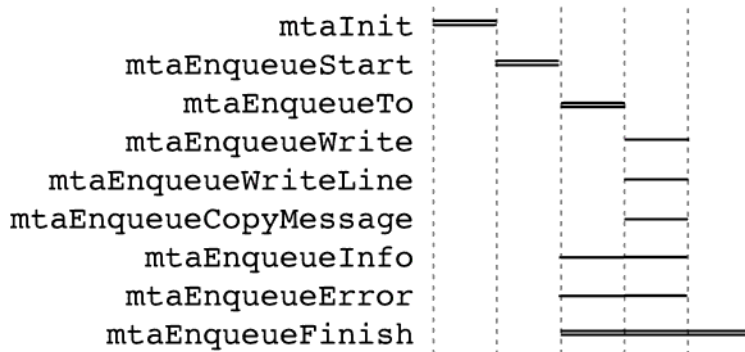 mtaInit
mtaEnqueueStart
mtaEnqueueTo
mtaEnqueueWrite
mtaEnqueueWriteLine
mtaEnqueueCopyMessage
mtaEnqueueInfo
mtaEnqueueError
mtaEnqueueFinish